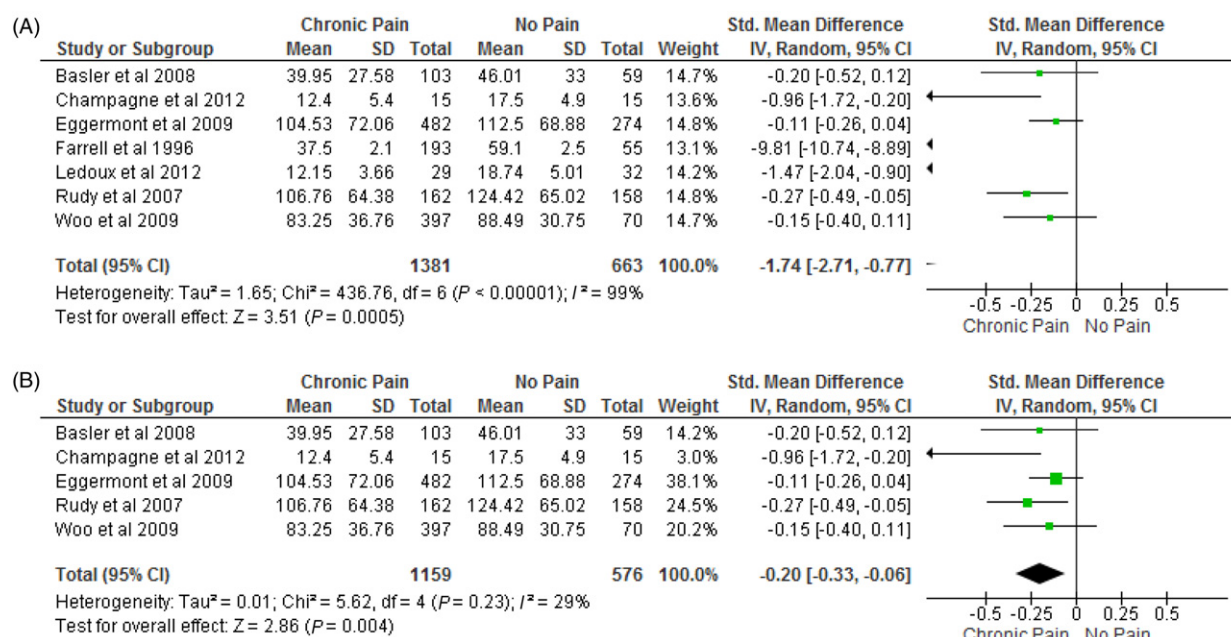 (A) Chronic Pain No Pain Std. Mean Difference Std. Mean Difference
Study or Subgroup Mean SD Total Mean SD Total Weight IV, Random, 95% CI IV, Random, 95% CI
Basler et al 2008 39.95 27.58 103 46.01 33 59 14.7% -0.20 [-0.52, 0.12]
Champagne et al 2012 12.4 5.4 15 17.5 4.9 15 13.6% -0.96 [-1.72, -0.20]
Eggermont et al 2009 104.53 72.06 482 112.5 68.88 274 14.8% -0.11 [-0.26, 0.04]
Farrell et al 1996 37.5 2.1 193 59.1 2.5 55 13.1% -9.81 [-10.74, -8.89]
Ledoux et al 2012 12.15 3.66 29 18.74 5.01 32 14.2% -1.47 [-2.04, -0.90]
Rudy et al 2007 106.76 64.38 162 124.42 65.02 158 14.7% -0.27 [-0.49, -0.05]
Woo et al 2009 83.25 36.76 397 88.49 30.75 70 14.7% -0.15 [-0.40, 0.11]
Total (95% CI) 1381 663 100.0% -1.74 [-2.71, -0.77]
Heterogeneity: Tau² = 1.65; Chi² = 436.76, df = 6 (P < 0.00001); I² = 99%
Test for overall effect: Z = 3.51 (P = 0.0005)
-0.5 -0.25 0 0.25 0.5
Chronic Pain No Pain
(B) Chronic Pain No Pain Std. Mean Difference Std. Mean Difference
Study or Subgroup Mean SD Total Mean SD Total Weight IV, Random, 95% CI IV, Random, 95% CI
Basler et al 2008 39.95 27.58 103 46.01 33 59 14.2% -0.20 [-0.52, 0.12]
Champagne et al 2012 12.4 5.4 15 17.5 4.9 15 3.0% -0.96 [-1.72, -0.20]
Eggermont et al 2009 104.53 72.06 482 112.5 68.88 274 38.1% -0.11 [-0.26, 0.04]
Rudy et al 2007 106.76 64.38 162 124.42 65.02 158 24.5% -0.27 [-0.49, -0.05]
Woo et al 2009 83.25 36.76 397 88.49 30.75 70 20.2% -0.15 [-0.40, 0.11]
Total (95% CI) 1159 576 100.0% -0.20 [-0.33, -0.06]
Heterogeneity: Tau² = 0.01; Chi² = 5.62, df = 4 (P = 0.23); I² = 29%
Test for overall effect: Z = 2.86 (P = 0.004)
-0.5 -0.25 0 0.25 0.5
Chronic Pain No Pain